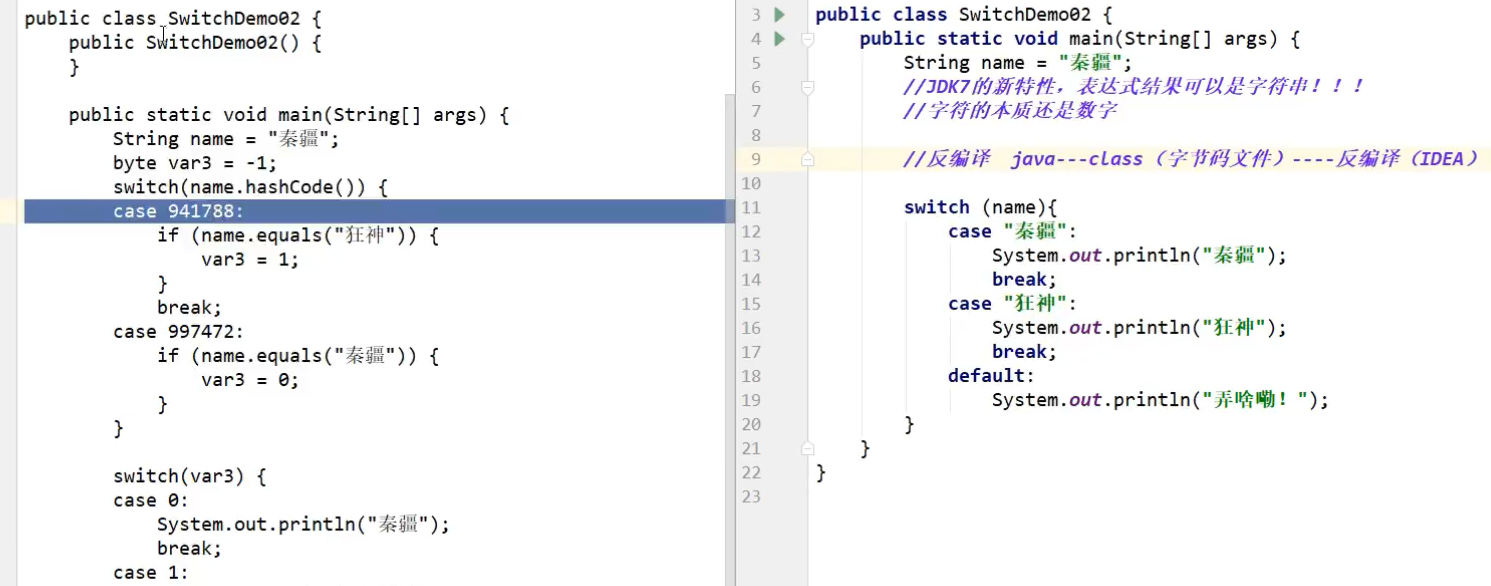 public class SwitchDemo02 {
public SwitchDemo02() {
}
public static void main(String[] args) {
String name = "秦疆";
byte var3 = -1;
switch(name.hashCode()) {
case 941788:
if (name.equals("狂神")) {
var3 = 1;
}
break;
case 997472:
if (name.equals("秦疆")) {
var3 = 0;
}
}
switch(var3) {
case 0:
System.out.println("秦疆");
break;
case 1:
3 public class SwitchDemo02 {
4 public static void main(String[] args) {
5 String name = "秦疆";
6 //JDK7的新特性，表达式结果可以是字符串！！！
7 //字符的本质还是数字
8
9 //反编译 java---class（字节码文件）----反编译（IDEA）
10
11 switch (name){
12 case "秦疆":
13 System.out.println("秦疆");
14 break;
15 case "狂神":
16 System.out.println("狂神");
17 break;
18 default:
19 System.out.println("弄啥嘞！");
20 }
21 }
22 }
23